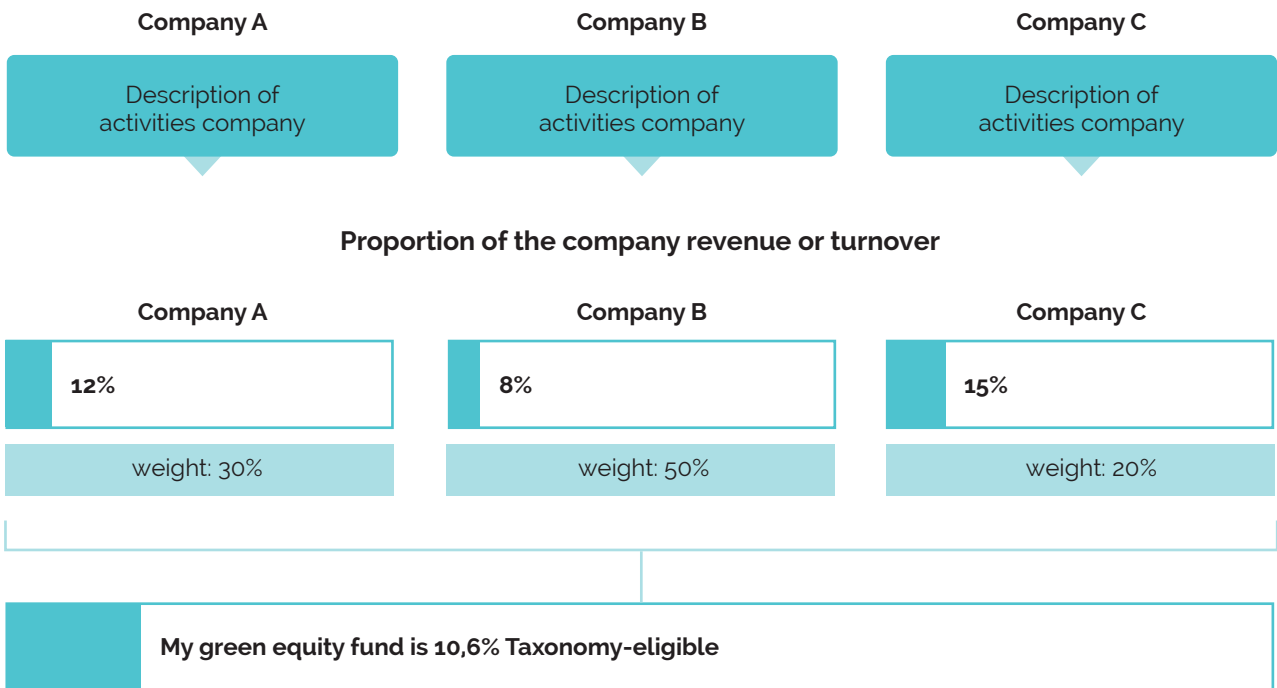 Company A
Company B
Company C
Description of
activities company
Description of
activities company
Description of
activities company
Proportion of the company revenue or turnover
Company A
Company B
Company C
12%
8%
15%
weight: 30%
weight: 50%
weight: 20%
My green equity fund is 10,6% Taxonomy-eligible